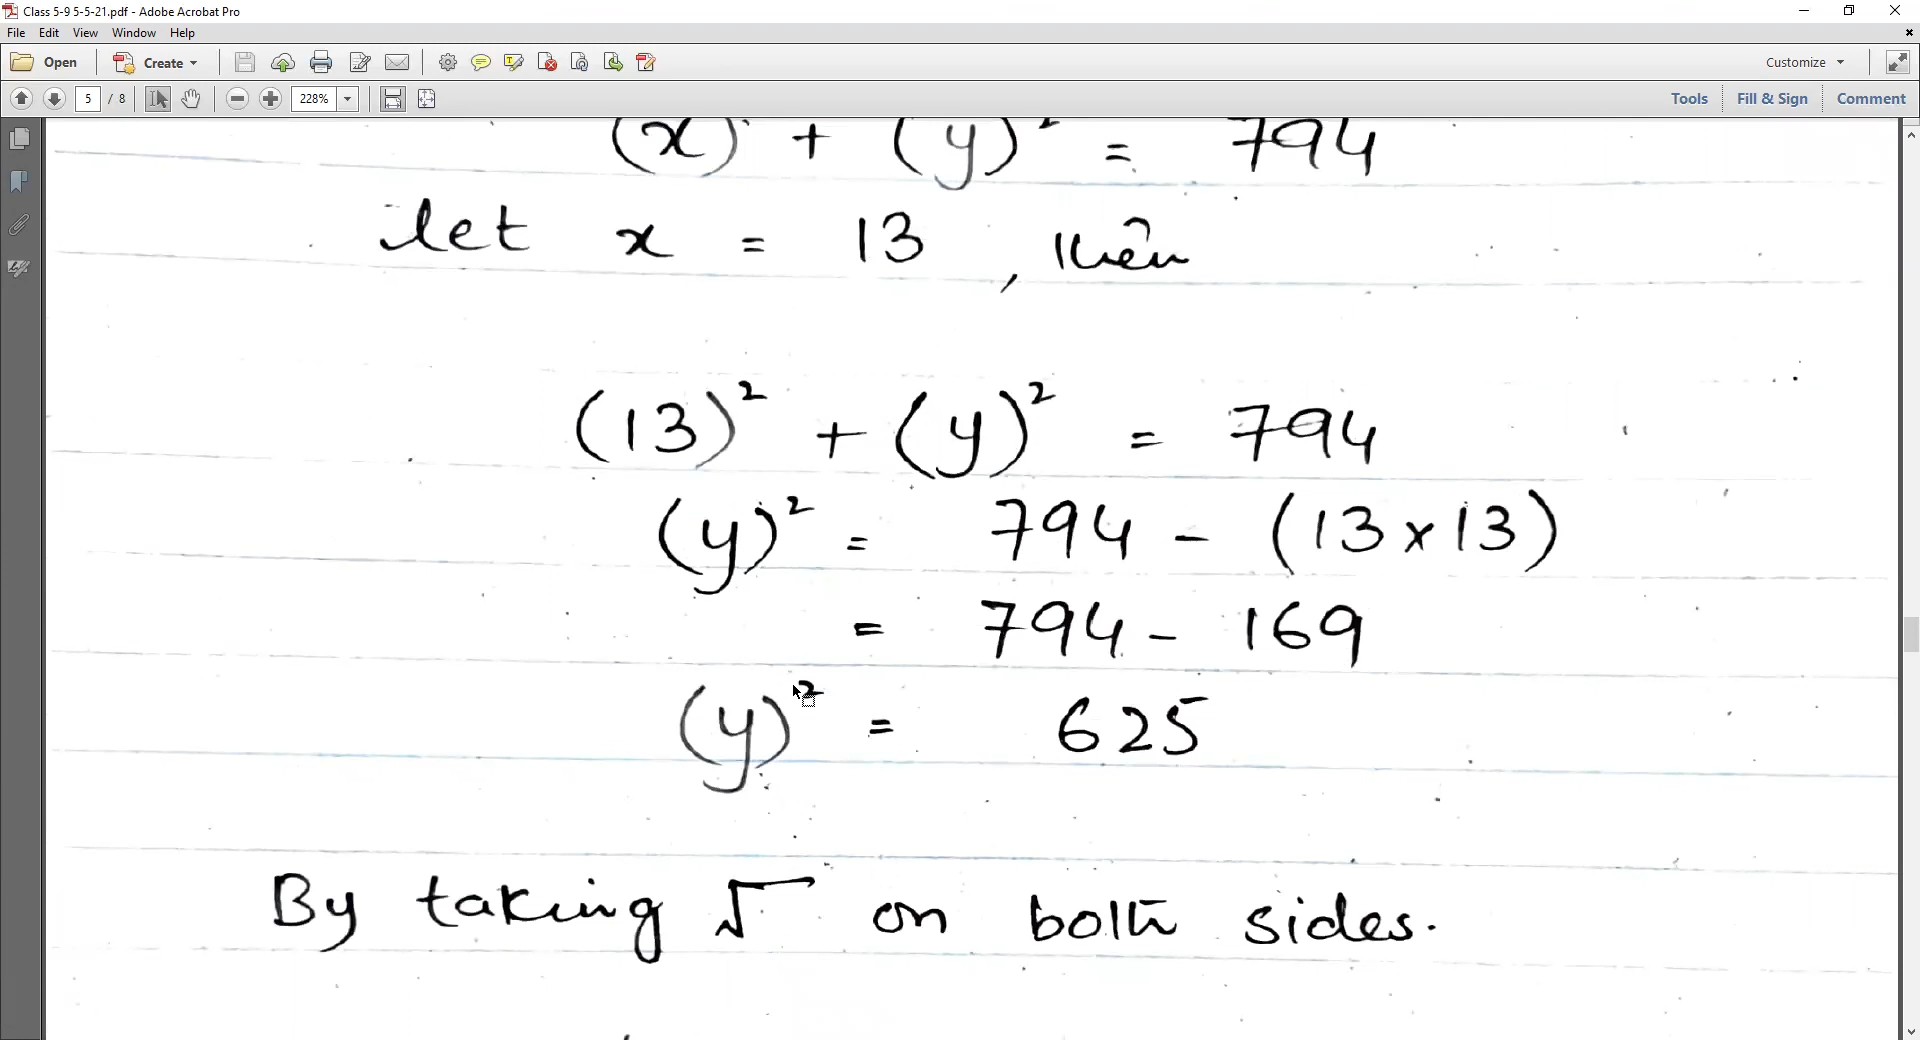 Class 5-9 5-5-21.pdf - Adobe Acrobat Pro
File Edit View Window Help
Open Create Customize
5 / 8 228% Tools Fill & Sign Comment
(x)² + (y)² = 794
let x = 13, then
(13)² + (y)² = 794
(y)² = 794 - (13×13)
= 794 - 169
(y)² = 625
By taking √ on both sides.